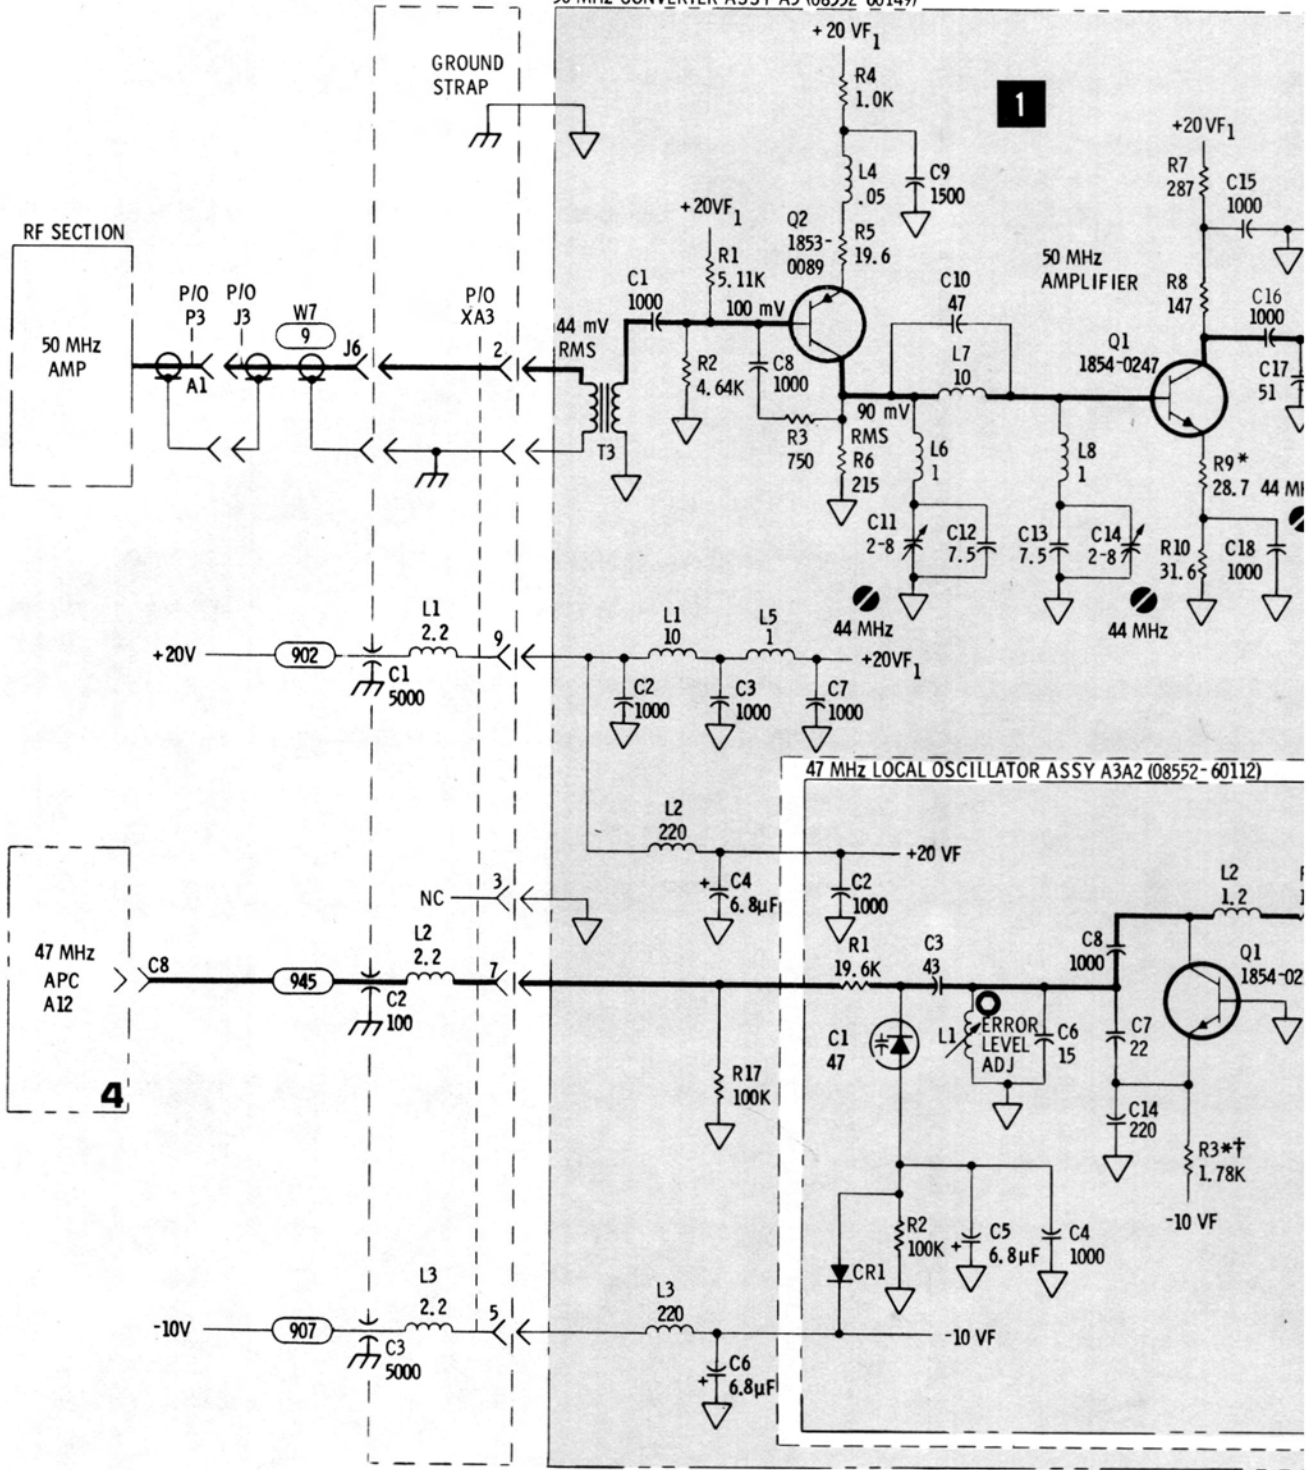 50 MHz CONVERTER ASSY A3 (08552-60149)
+20 VF1
GROUND
STRAP
R4
1.0K
1
+20 VF1
L4
.05
C9
1500
R7
287
C15
1000
+20VF1
Q2
1853-
0089
R5
19.6
RF SECTION
R1
5.11K
50 MHz
AMPLIFIER
C1
1000
C10
47
R8
147
C16
1000
P/O
P3
P/O
J3
W7
9
P/O
XA3
100 mV
44 mV
RMS
50 MHz
AMP
J6
2
A1
R2
4.64K
C8
1000
L7
10
Q1
1854-0247
C17
51
90 mV
RMS
R3
750
R6
215
T3
L6
1
L8
1
R9*
28.7
44 MH
C11
2-8
C12
7.5
C13
7.5
C14
2-8
R10
31.6
C18
1000
44 MHz
44 MHz
+20V
902
L1
2.2
9
C1
5000
L1
10
L5
1
+20VF1
C2
1000
C3
1000
C7
1000
47 MHz LOCAL OSCILLATOR ASSY A3A2 (08552-60112)
L2
220
+20 VF
C4
+
6.8µF
C2
1000
NC
3
L2
1.2
47 MHz
APC
A12
4
C8
945
L2
2.2
7
C2
100
R1
19.6K
C3
43
C8
1000
Q1
1854-02
C1
47
L1
ERROR
LEVEL
ADJ
C6
15
C7
22
R17
100K
C14
220
R3*†
1.78K
-10 VF
R2
100K
C5
+
6.8µF
C4
1000
CR1
-10V
907
L3
2.2
5
C3
5000
L3
220
-10 VF
C6
+
6.8µF